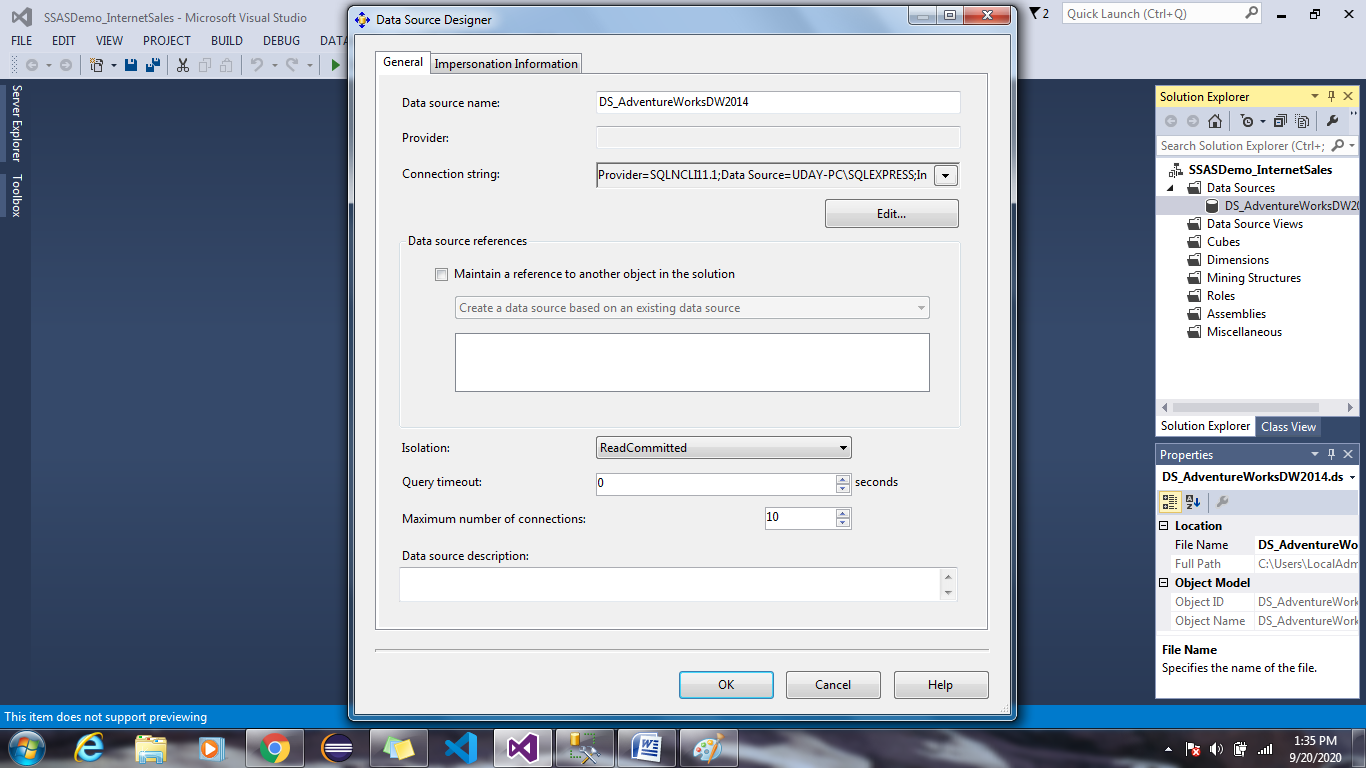 SSASDemo_InternetSales - Microsoft Visual Studio
2
Quick Launch (Ctrl+Q)
FILE EDIT VIEW PROJECT BUILD DEBUG DATA
Server Explorer
Toolbox
Data Source Designer
General
Impersonation Information
Data source name:
DS_AdventureWorksDW2014
Provider:
Connection string:
Provider=SQLNCLI11.1;Data Source=UDAY-PC\SQLEXPRESS;In
Edit...
Data source references
Maintain a reference to another object in the solution
Create a data source based on an existing data source
Isolation:
ReadCommitted
Query timeout:
0
seconds
Maximum number of connections:
10
Data source description:
OK
Cancel
Help
Solution Explorer
Search Solution Explorer (Ctrl+;
SSASDemo_InternetSales
Data Sources
DS_AdventureWorksDW20
Data Source Views
Cubes
Dimensions
Mining Structures
Roles
Assemblies
Miscellaneous
Solution Explorer
Class View
Properties
DS_AdventureWorksDW2014.ds
Location
File Name DS_AdventureWo
Full Path C:\Users\LocalAdm
Object Model
Object ID DS_AdventureWork
Object Name DS_AdventureWork
File Name
Specifies the name of the file.
This item does not support previewing
1:35 PM
9/20/2020